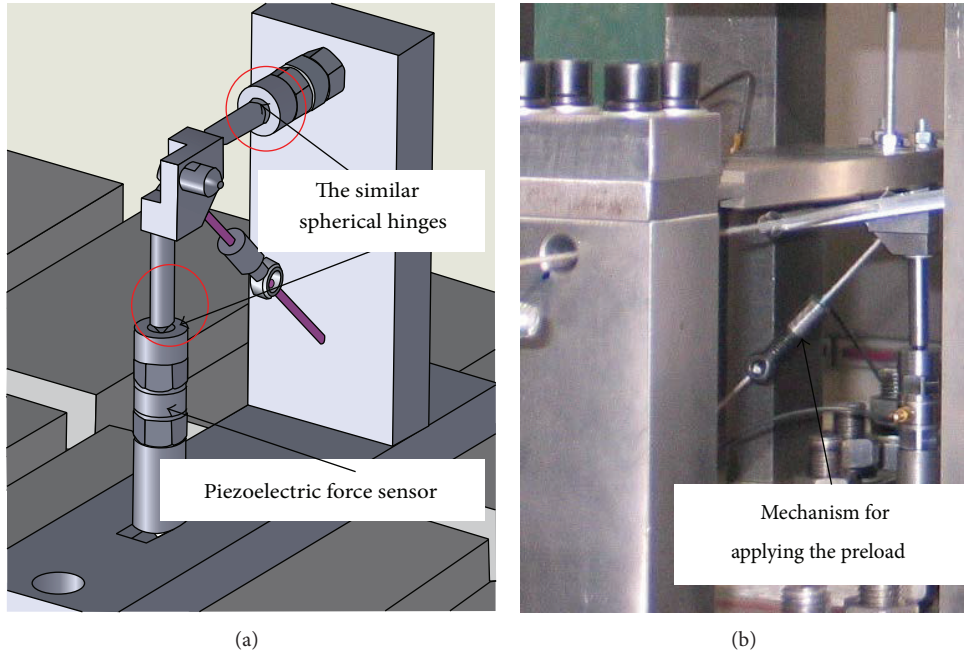 The similar
spherical hinges
Piezoelectric force sensor
Mechanism for
applying the preload
(a)
(b)